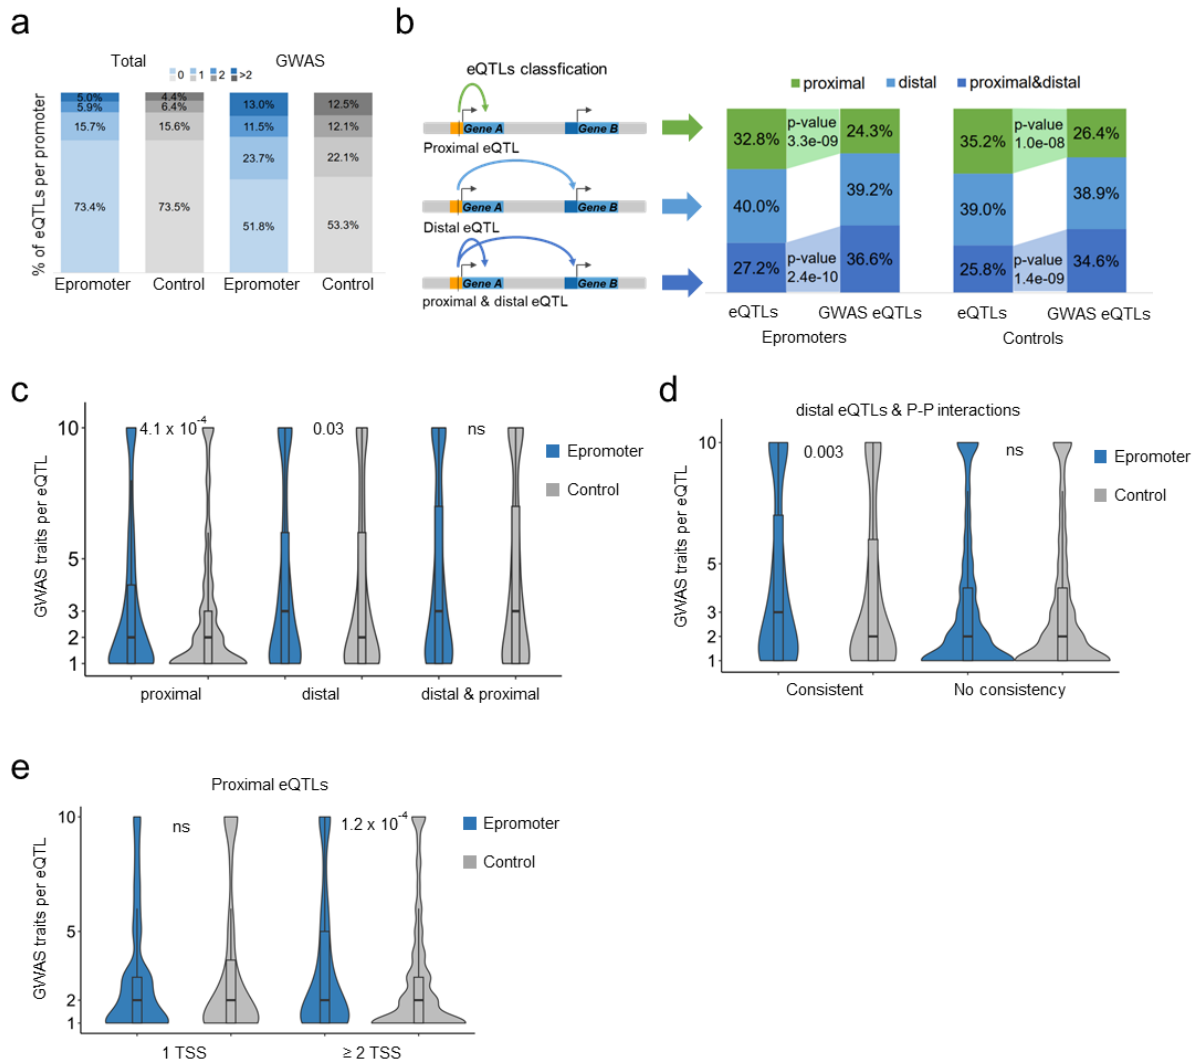 a
Total
GWAS
0 1 2 >2
% of eQTLs per promoter
5.0%
5.9%
15.7%
73.4%
4.4%
6.4%
15.6%
73.5%
13.0%
11.5%
23.7%
51.8%
12.5%
12.1%
22.1%
53.3%
Epromoter Control Epromoter Control
b
eQTLs classfication
Gene A Gene B
Proximal eQTL
Gene A Gene B
Distal eQTL
Gene A Gene B
proximal & distal eQTL
proximal distal proximal&distal
32.8%
40.0%
27.2%
p-value
3.3e-09
p-value
2.4e-10
24.3%
39.2%
36.6%
35.2%
39.0%
25.8%
p-value
1.0e-08
p-value
1.4e-09
26.4%
38.9%
34.6%
eQTLs GWAS eQTLs eQTLs GWAS eQTLs
Epromoters Controls
c
GWAS traits per eQTL
10
5
3
2
1
4.1 x 10-4
0.03
ns
Epromoter
Control
proximal distal distal & proximal
d
distal eQTLs & P-P interactions
GWAS traits per eQTL
10
5
3
2
1
0.003
ns
Epromoter
Control
Consistent No consistency
e
Proximal eQTLs
GWAS traits per eQTL
10
5
2
1
ns
1.2 x 10-4
Epromoter
Control
1 TSS ≥ 2 TSS